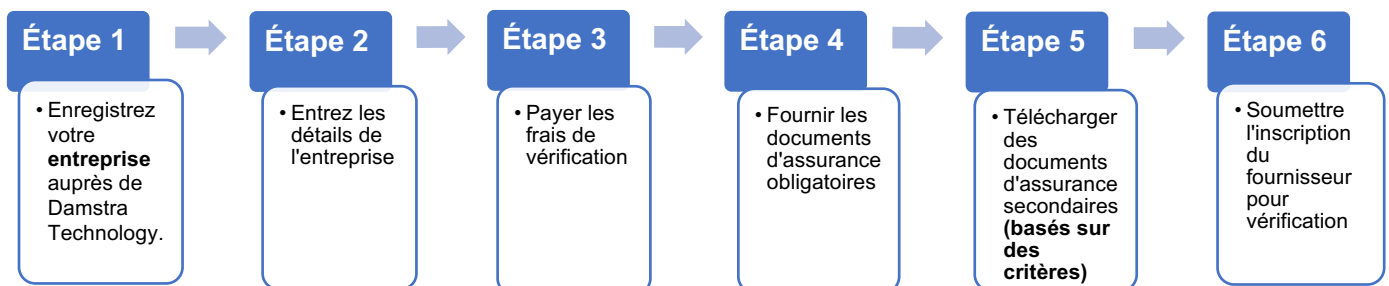 Étape 1
• Enregistrez
votre
entreprise
auprès de
Damstra
Technology.
Étape 2
• Entrez les
détails de
l'entreprise
Étape 3
• Payer les
frais de
vérification
Étape 4
• Fournir les
documents
d'assurance
obligatoires
Étape 5
• Télécharger
des
documents
d'assurance
secondaires
(basés sur
des
critères)
Étape 6
• Soumettre
l'inscription
du
fournisseur
pour
vérification